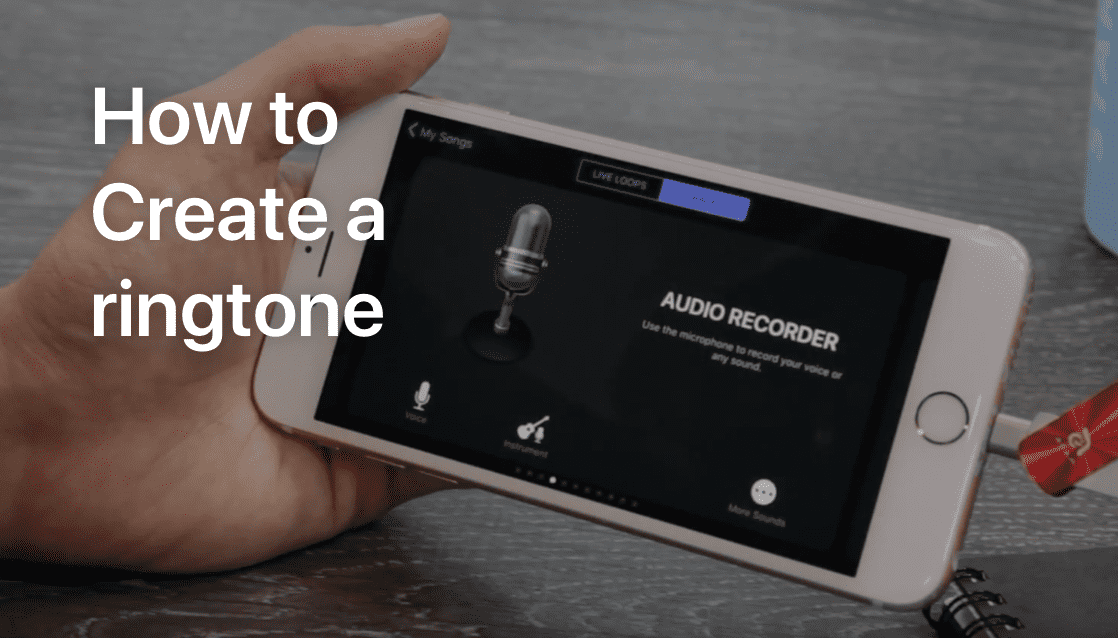 How to
Create a
ringtone
My Songs
LIVE LOOPS
AUDIO RECORDER
Use the microphone to record your voice or
any sound.
Voice
Instrument
More Sounds